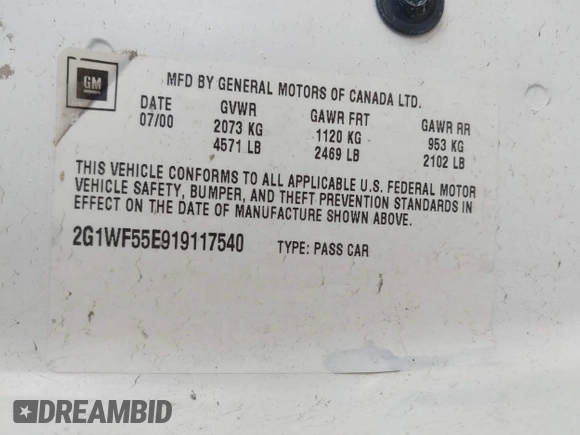 GM
MFD BY GENERAL MOTORS OF CANADA LTD.
DATE GVWR GAWR FRT GAWR RR
07/00 2073 KG 1120 KG 953 KG
4571 LB 2469 LB 2102 LB
THIS VEHICLE CONFORMS TO ALL APPLICABLE U.S. FEDERAL MOTOR
VEHICLE SAFETY, BUMPER, AND THEFT PREVENTION STANDARDS IN
EFFECT ON THE DATE OF MANUFACTURE SHOWN ABOVE.
2G1WF55E919117540 TYPE: PASS CAR
DREAMBID